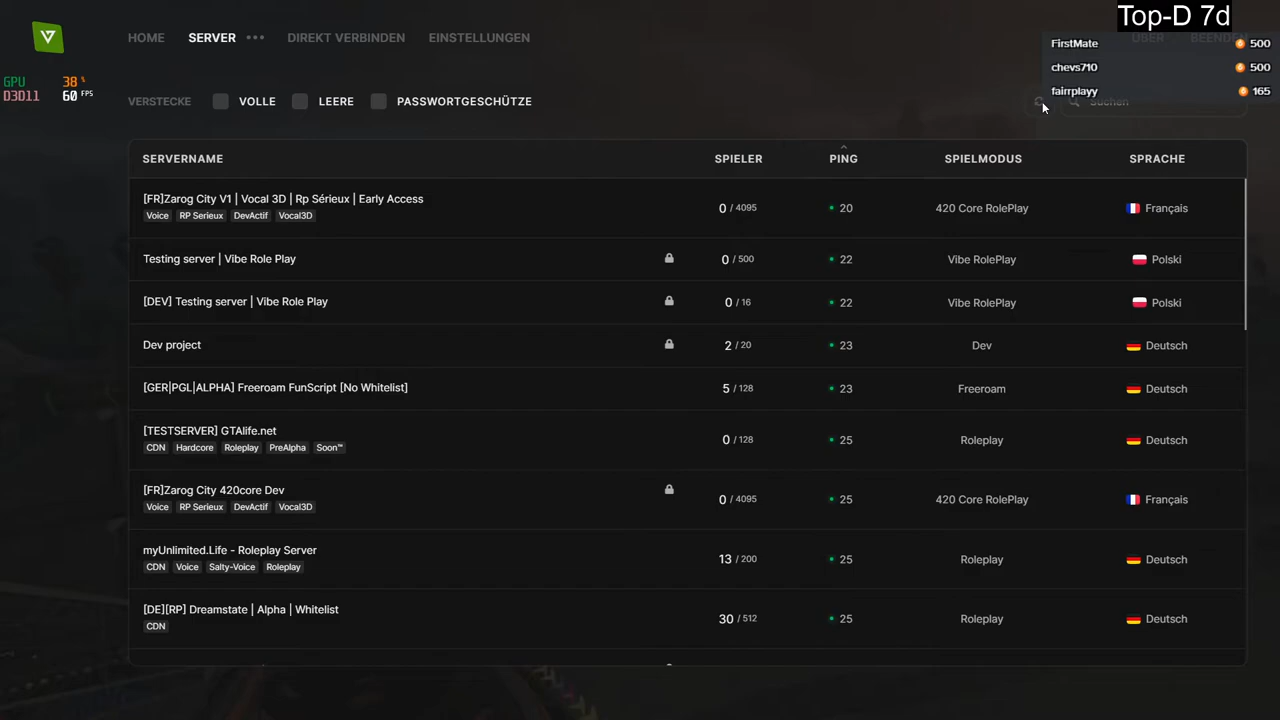 Top-D 7d
HOME SERVER ••• DIREKT VERBINDEN EINSTELLUNGEN ÜBER BEENDEN
FirstMate 500
chevs710 500
fairrplayy 165
GPU 38 %
D3D11 60 FPS
VERSTECKE VOLLE LEERE PASSWORTGESCHÜTZE Suchen
SERVERNAME SPIELER PING SPIELMODUS SPRACHE
[FR]Zarog City V1 | Vocal 3D | Rp Sérieux | Early Access 0 / 4095 20 420 Core RolePlay Français
Voice RP Serieux DevActif Vocal3D
Testing server | Vibe Role Play 0 / 500 22 Vibe RolePlay Polski
[DEV] Testing server | Vibe Role Play 0 / 16 22 Vibe RolePlay Polski
Dev project 2 / 20 23 Dev Deutsch
[GER|PGL|ALPHA] Freeroam FunScript [No Whitelist] 5 / 128 23 Freeroam Deutsch
[TESTSERVER] GTAlife.net 0 / 128 25 Roleplay Deutsch
CDN Hardcore Roleplay PreAlpha Soon™
[FR]Zarog City 420core Dev 0 / 4095 25 420 Core RolePlay Français
Voice RP Serieux DevActif Vocal3D
myUnlimited.Life - Roleplay Server 13 / 200 25 Roleplay Deutsch
CDN Voice Salty-Voice Roleplay
[DE][RP] Dreamstate | Alpha | Whitelist 30 / 512 25 Roleplay Deutsch
CDN